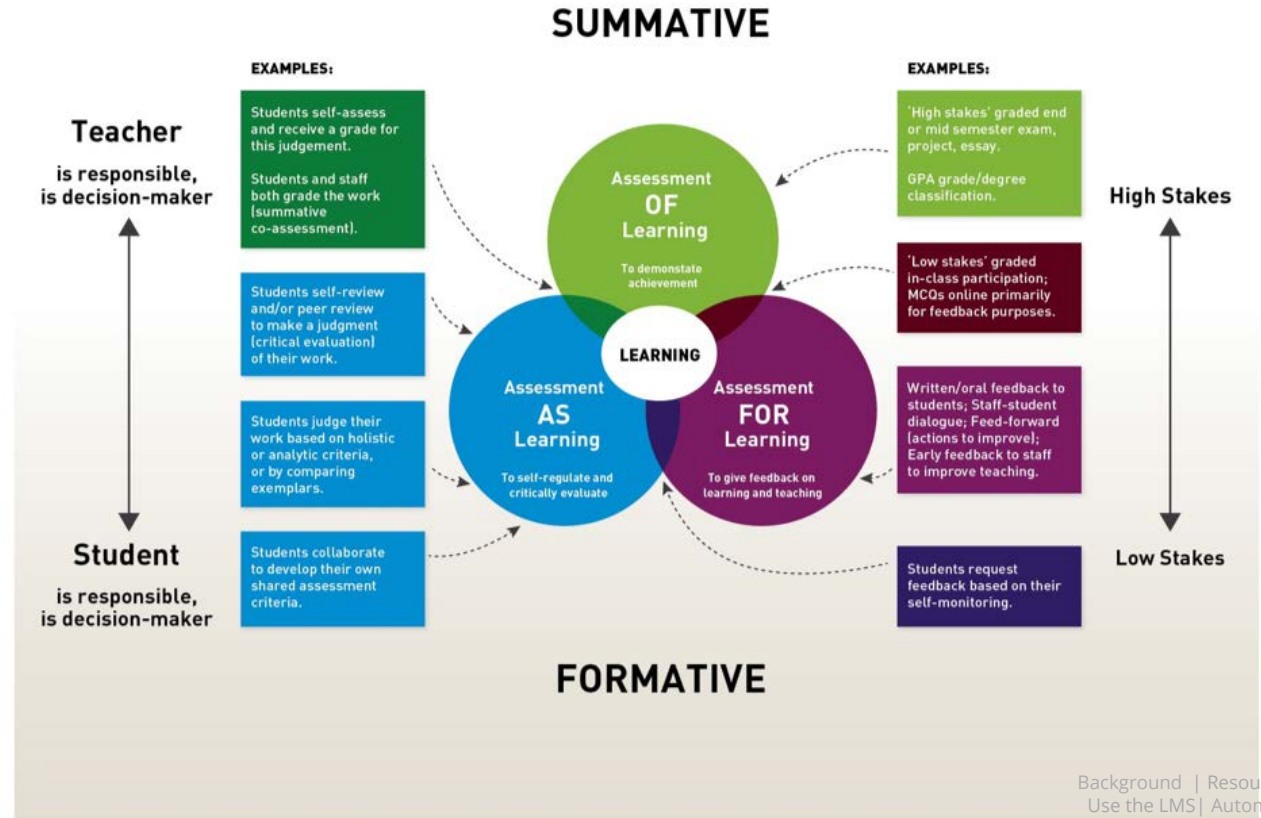 SUMMATIVE
Teacher
is responsible,
is decision-maker
Student
is responsible,
is decision-maker
EXAMPLES:
Students self-assess
and receive a grade for
this judgement.
Students and staff
both grade the work
(summative
co-assessment).
Students self-review
and/or peer review
to make a judgment
(critical evaluation)
of their work.
Students judge their
work based on holistic
or analytic criteria,
or by comparing
exemplars.
Students collaborate
to develop their own
shared assessment
criteria.
Assessment
OF
Learning
To demonstate
achievement
LEARNING
Assessment
AS
Learning
To self-regulate and
critically evaluate
Assessment
FOR
Learning
To give feedback on
learning and teaching
EXAMPLES:
'High stakes' graded end
or mid semester exam,
project, essay.
GPA grade/degree
classification.
'Low stakes' graded
in-class participation;
MCQs online primarily
for feedback purposes.
Written/oral feedback to
students; Staff-student
dialogue; Feed-forward
(actions to improve);
Early feedback to staff
to improve teaching.
Students request
feedback based on their
self-monitoring.
High Stakes
Low Stakes
FORMATIVE
Background | Resou
Use the LMS| Auton